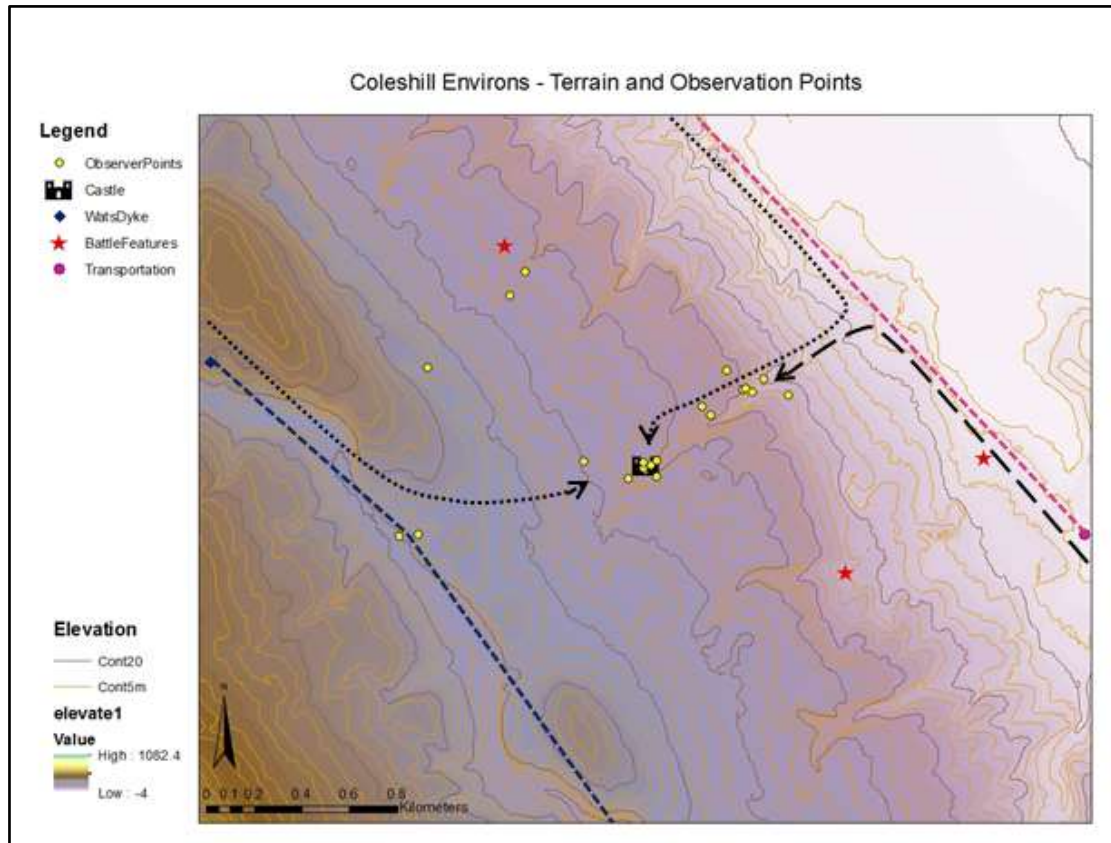 Coleshill Environs - Terrain and Observation Points
Legend
ObserverPoints
Castle
WatsDyke
BattleFeatures
Transportation
Elevation
Cont20
Cont5m
elevate1
Value
High : 1082.4
Low : -4
N
0 0.1 0.2 0.4 0.6 0.8
Kilometers